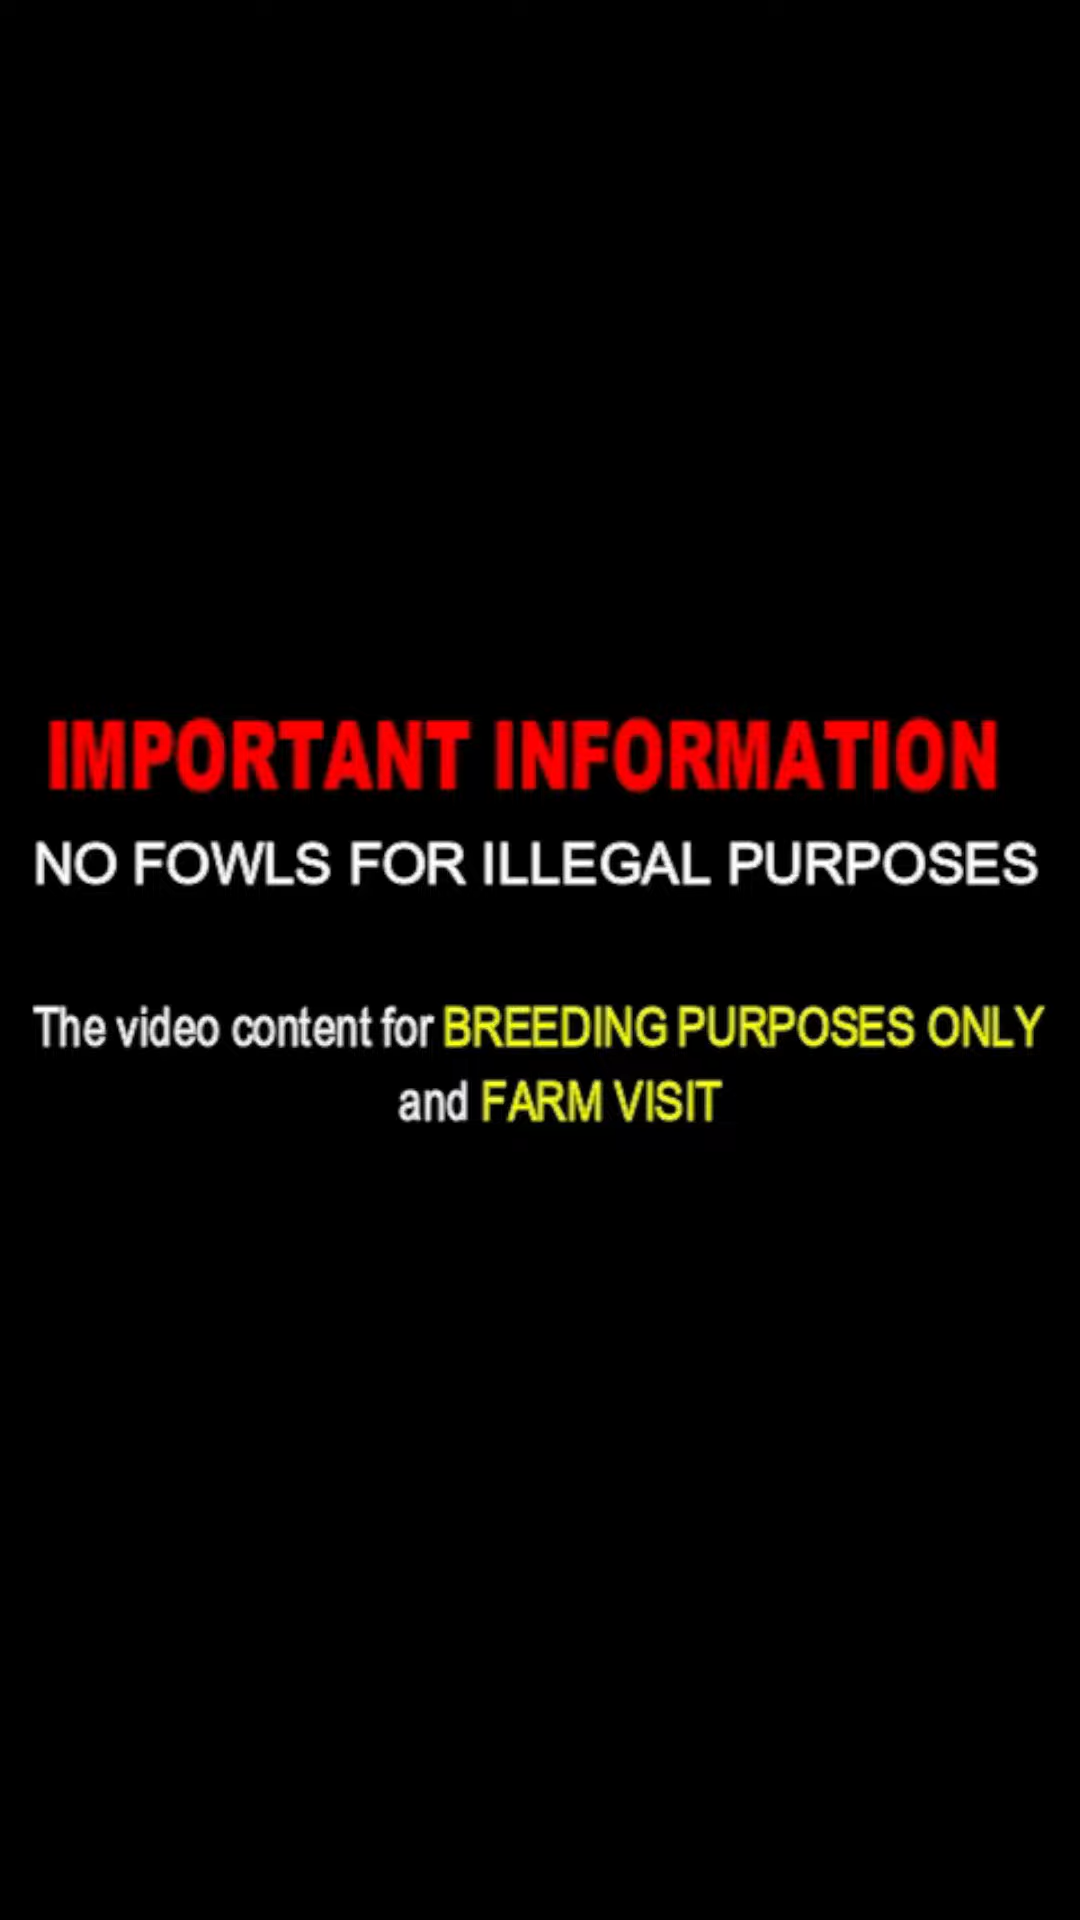 IMPORTANT INFORMATION
NO FOWLS FOR ILLEGAL PURPOSES
The video content for BREEDING PURPOSES ONLY
and FARM VISIT